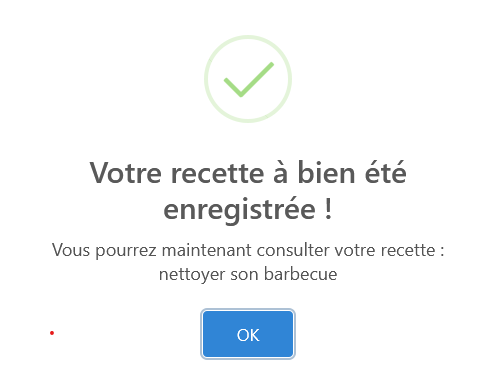 Votre recette à bien été
enregistrée !
Vous pourrez maintenant consulter votre recette :
nettoyer son barbecue
OK